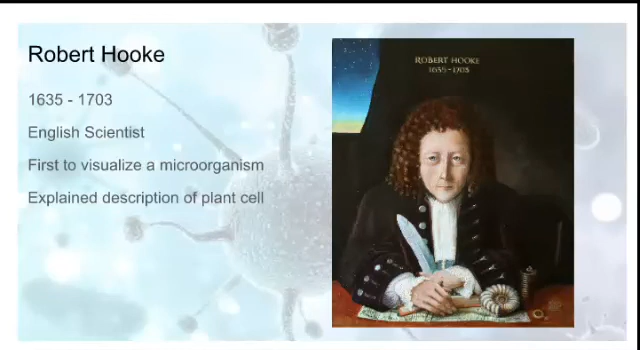 Robert Hooke
1635 - 1703
English Scientist
First to visualize a microorganism
Explained description of plant cell
ROBERT HOOKE
1635-1703